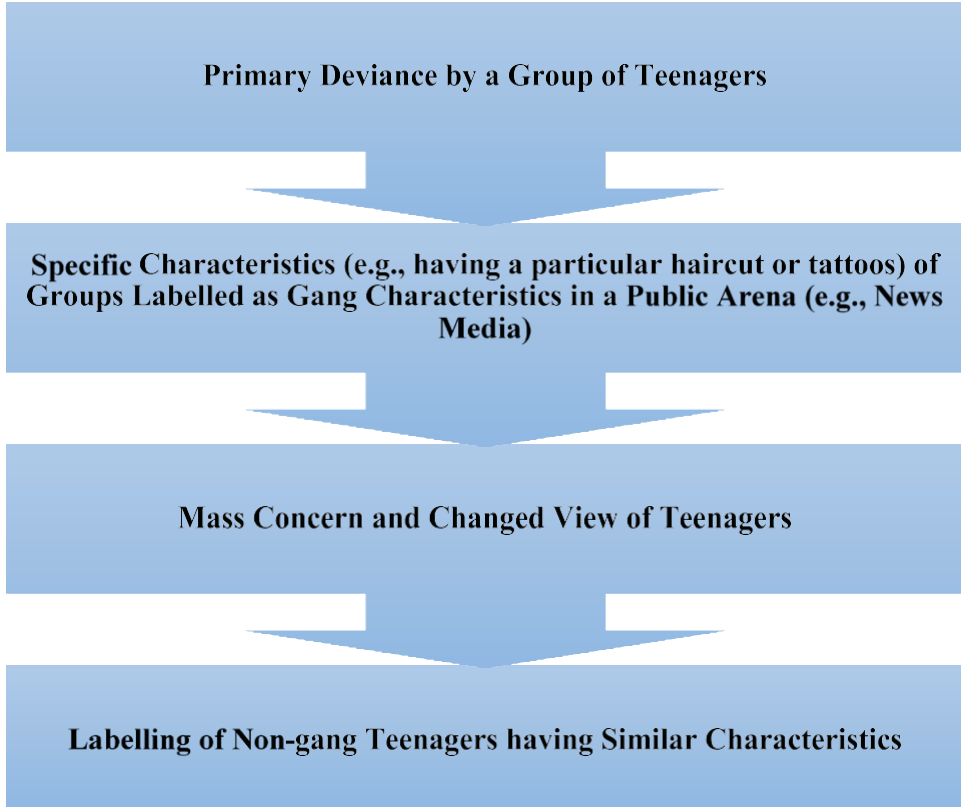 Primary Deviance by a Group of Teenagers
Specific Characteristics (e.g., having a particular haircut or tattoos) of
Groups Labelled as Gang Characteristics in a Public Arena (e.g., News
Media)
Mass Concern and Changed View of Teenagers
Labelling of Non-gang Teenagers having Similar Characteristics